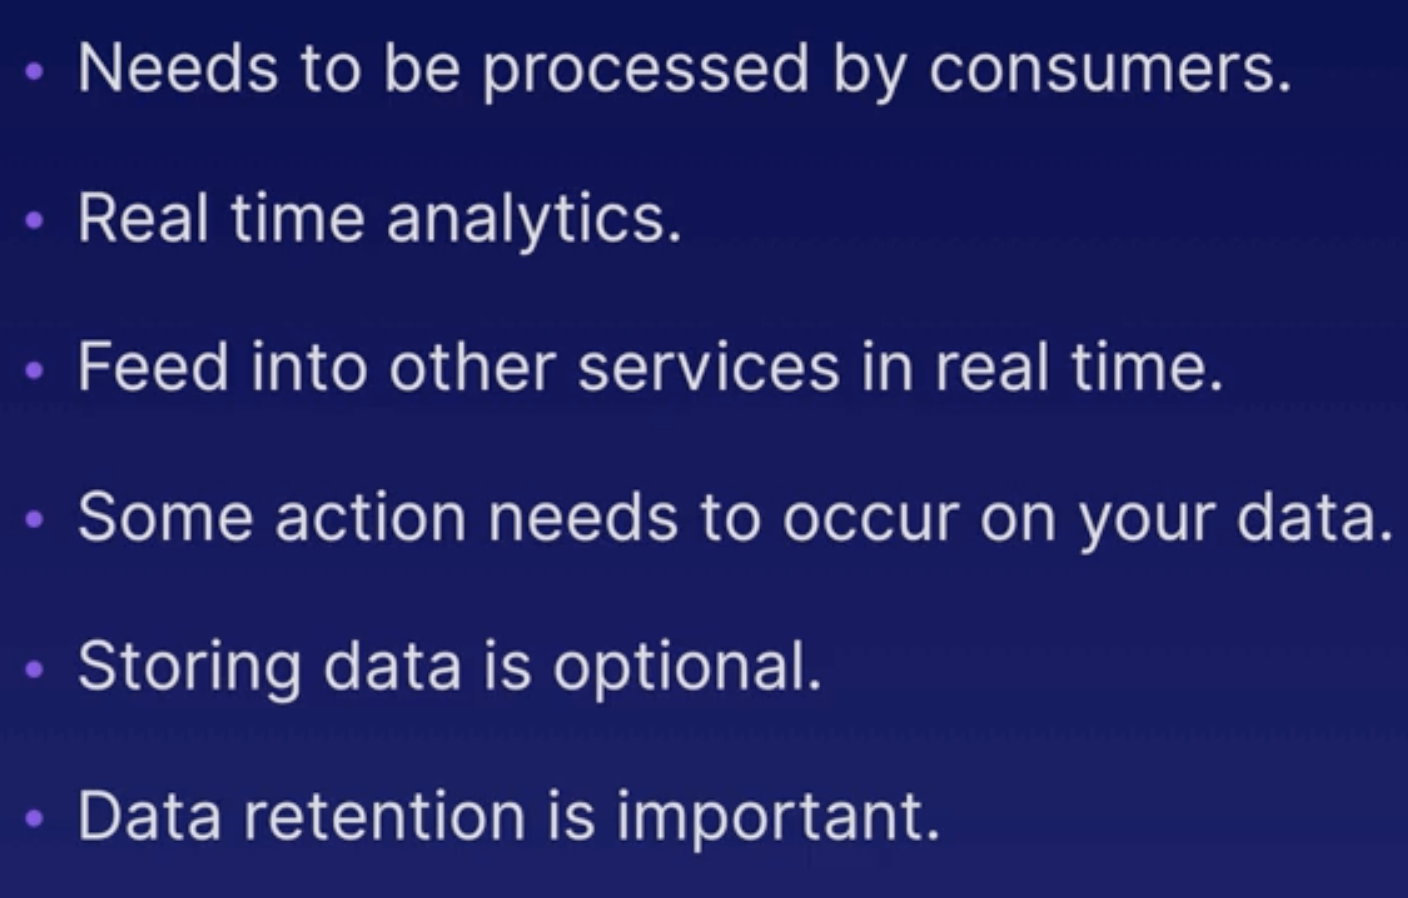 • Needs to be processed by consumers.
• Real time analytics.
• Feed into other services in real time.
• Some action needs to occur on your data.
• Storing data is optional.
• Data retention is important.